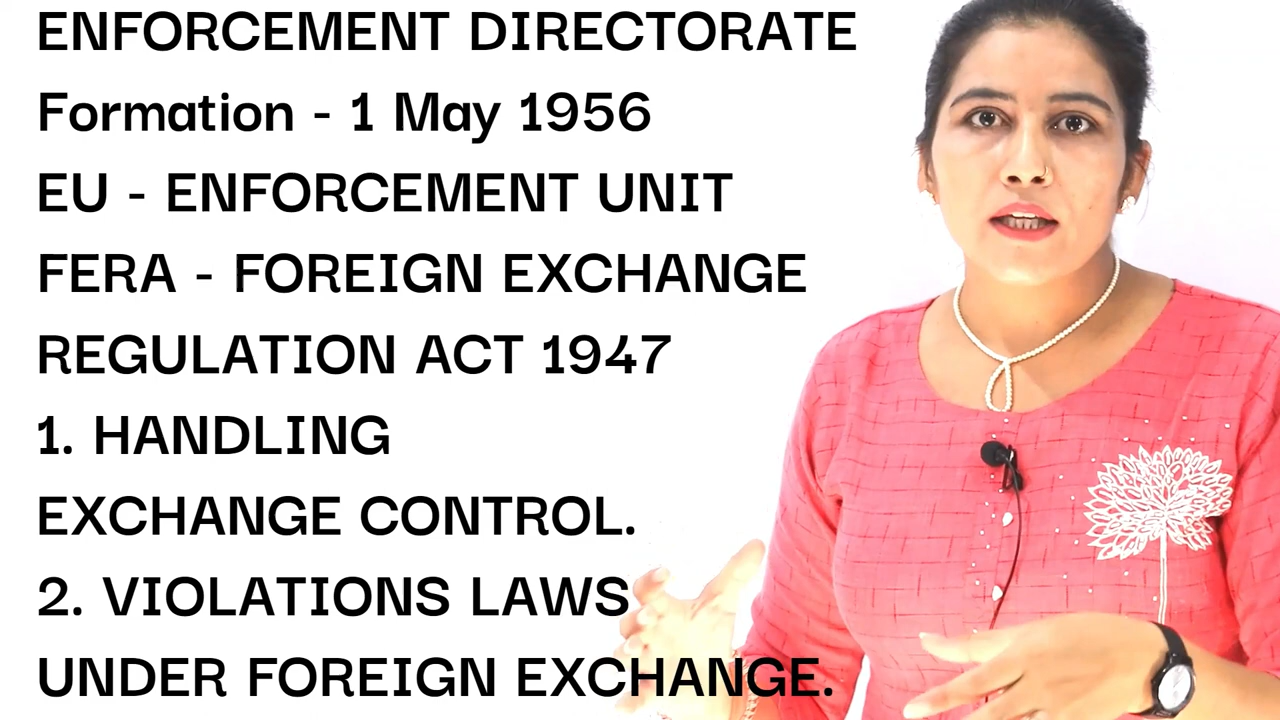 ENFORCEMENT DIRECTORATE
Formation - 1 May 1956
EU - ENFORCEMENT UNIT
FERA - FOREIGN EXCHANGE
REGULATION ACT 1947
1. HANDLING
EXCHANGE CONTROL.
2. VIOLATIONS LAWS
UNDER FOREIGN EXCHANGE.